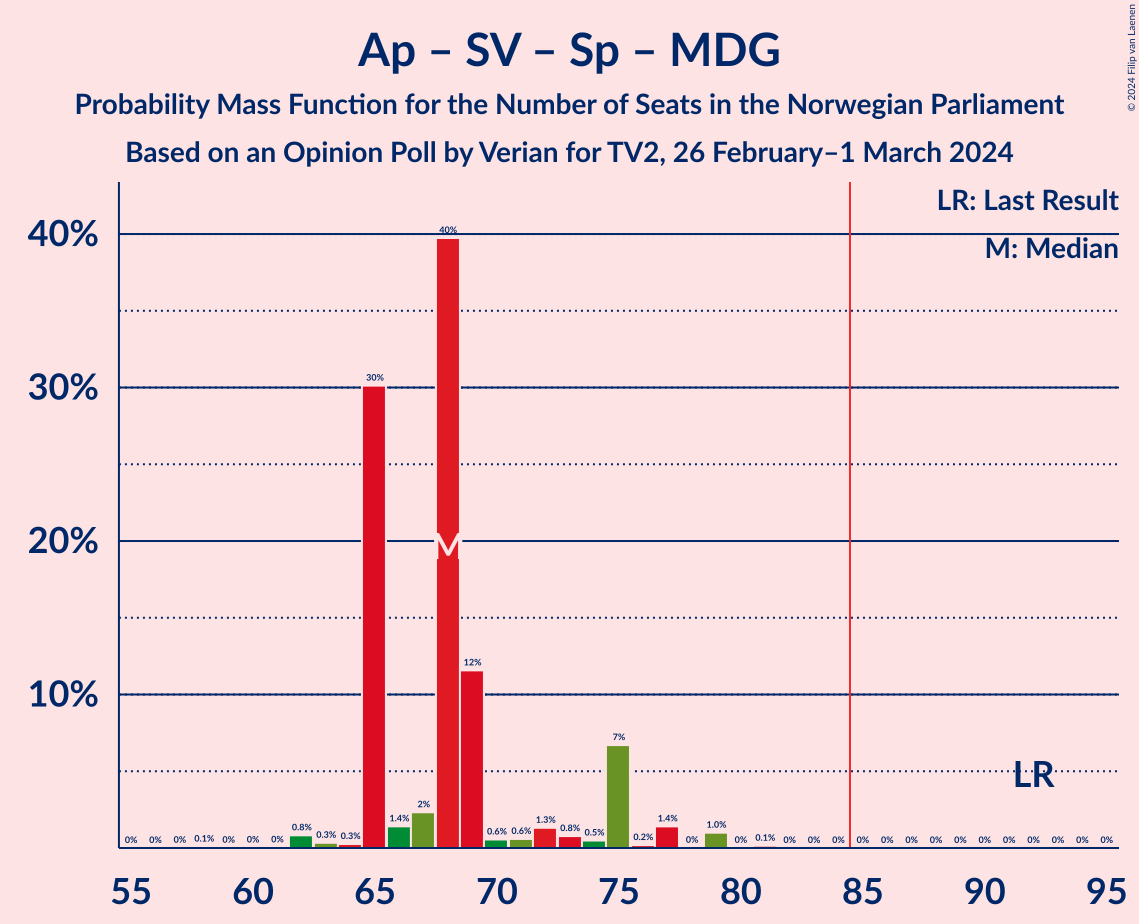 Ap – SV – Sp – MDG
Probability Mass Function for the Number of Seats in the Norwegian Parliament
Based on an Opinion Poll by Verian for TV2, 26 February–1 March 2024
© 2024 Filip van Laenen
LR: Last Result
M: Median
40%
30%
20%
10%
0% 0% 0% 0.1% 0% 0% 0% 0.8% 0.3% 0.3% 30% 1.4% 2% 40% 12% 0.6% 0.6% 1.3% 0.8% 0.5% 7% 0.2% 1.4% 0% 1.0% 0% 0.1% 0% 0% 0% 0% 0% 0% 0% 0% 0% 0% 0% 0% 0% 0%
M
LR
55 60 65 70 75 80 85 90 95